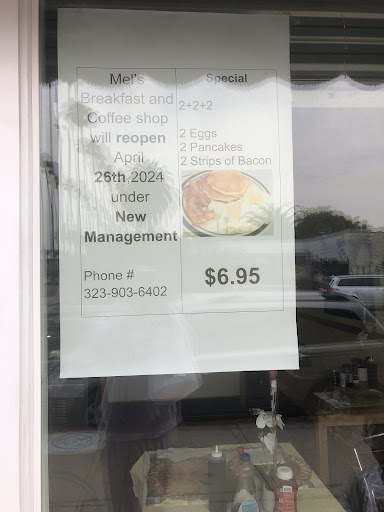 Mel's
Breakfast and
Coffee shop
will reopen
April
26th,2024
under
New
Management
Phone #
323-903-6402
Special
2+2+2
2 Eggs
2 Pancakes
2 Strips of Bacon
$6.95